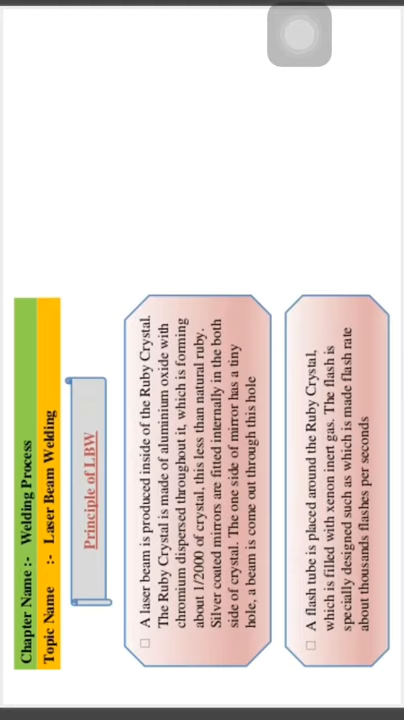 Chapter Name :- Welding Process
Topic Name :- Laser Beam Welding
Principle of LBW
A laser beam is produced inside of the Ruby Crystal.
The Ruby Crystal is made of aluminium oxide with
chromium dispersed throughout it, which is forming
about 1/2000 of crystal, this less than natural ruby.
Silver coated mirrors are fitted internally in the both
side of crystal. The one side of mirror has a tiny
hole, a beam is come out through this hole
A flash tube is placed around the Ruby Crystal,
which is filled with xenon inert gas. The flash is
specially designed such as which is made flash rate
about thousands flashes per seconds